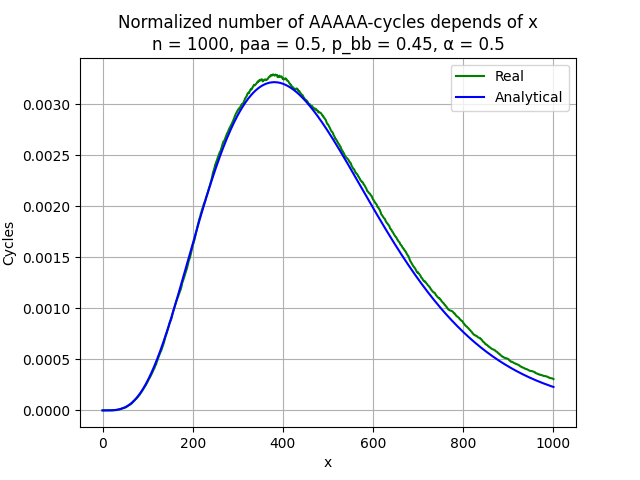 Normalized number of AAAAA-cycles depends of x
n = 1000, paa = 0.5, p_bb = 0.45, α = 0.5
Real
Analytical
Cycles
0.0030
0.0025
0.0020
0.0015
0.0010
0.0005
0.0000
0 200 400 600 800 1000
x